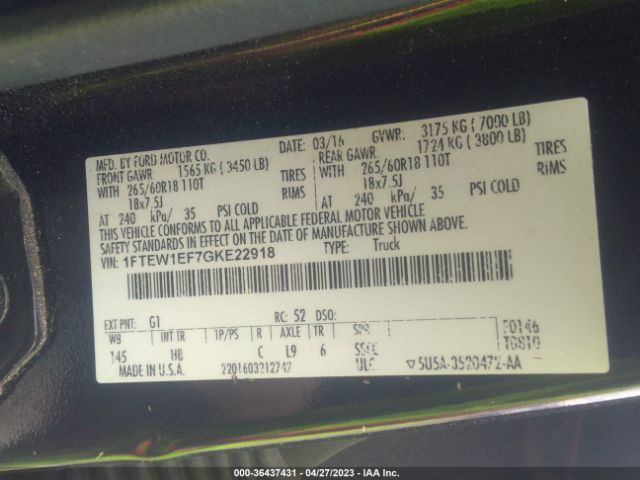 MFD. BY FORD MOTOR CO.
DATE: 03/16 GVWR. 3175 KG ( 7000 LB)
FRONT GAWR 1565 KG ( 3450 LB)
REAR GAWR. 1724 KG ( 3800 LB)
WITH 265/60R18 110T TIRES
WITH 265/60R18 110T TIRES
18x7.5J RIMS
18x7.5J RIMS
AT 240 kPa/ 35 PSI COLD
AT 240 kPa/ 35 PSI COLD
THIS VEHICLE CONFORMS TO ALL APPLICABLE FEDERAL MOTOR VEHICLE
SAFETY STANDARDS IN EFFECT ON THE DATE OF MANUFACTURE SHOWN ABOVE.
VIN: 1FTEW1EF7GKE22918 TYPE: Truck
EXT PNT: G1 RC: 52 DSO:
WB INT TR TP/PS R AXLE TR SPR
145 C L9 6
F0146
T0810
MADE IN U.S.A. 2201603212742
ULC ▽5U5A-3520472-AA
000-36437431 - 04/27/2023 - IAA Inc.